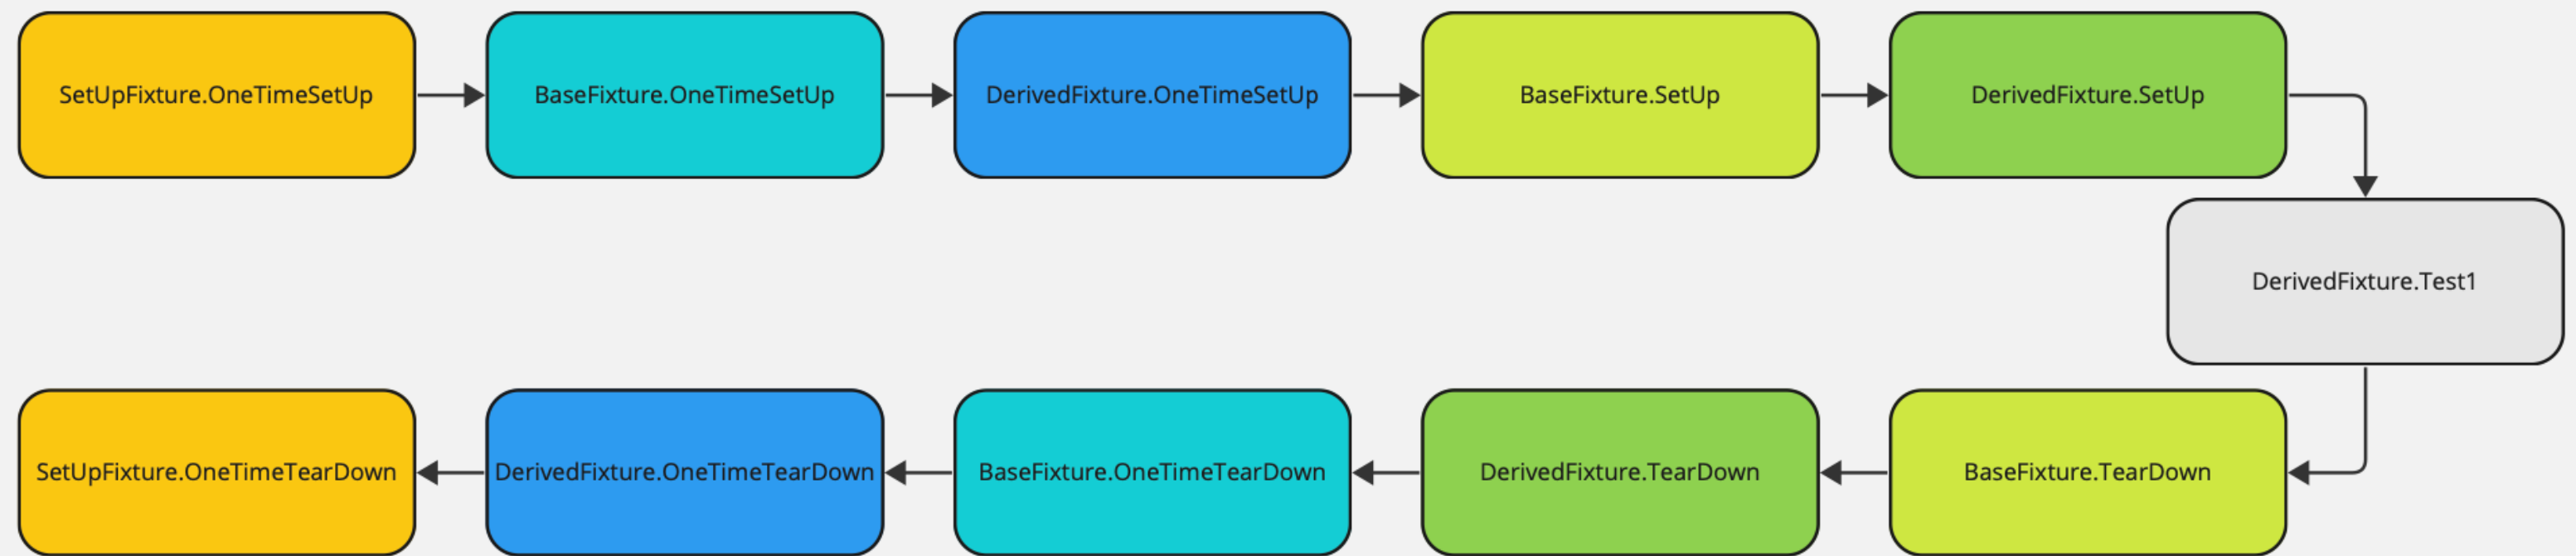 SetUpFixture.OneTimeSetUp
BaseFixture.OneTimeSetUp
DerivedFixture.OneTimeSetUp
BaseFixture.SetUp
DerivedFixture.SetUp
DerivedFixture.Test1
BaseFixture.TearDown
DerivedFixture.TearDown
BaseFixture.OneTimeTearDown
DerivedFixture.OneTimeTearDown
SetUpFixture.OneTimeTearDown